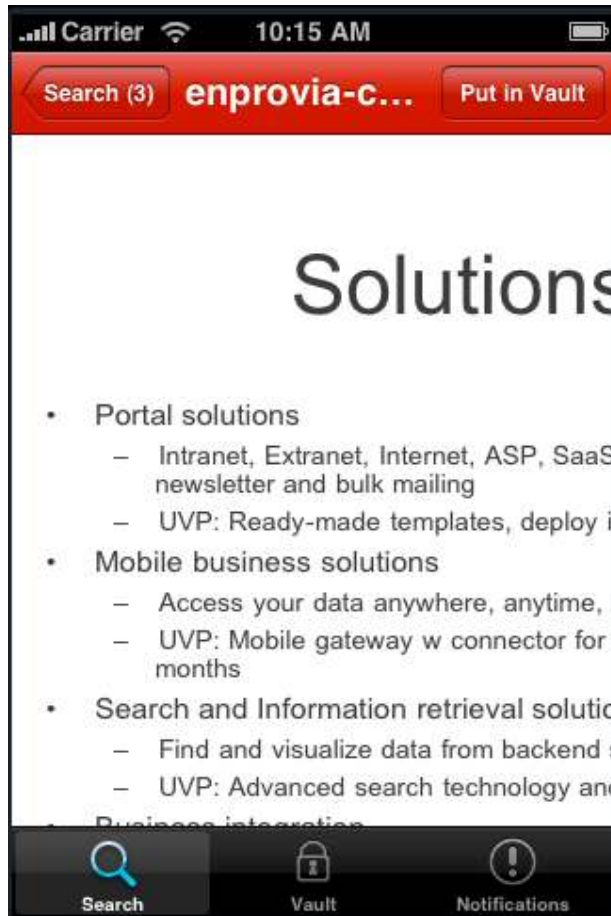 Carrier 10:15 AM
Search (3) enprovia-c... Put in Vault
Solutions
• Portal solutions
– Intranet, Extranet, Internet, ASP, SaaS
newsletter and bulk mailing
– UVP: Ready-made templates, deploy i
• Mobile business solutions
– Access your data anywhere, anytime,
– UVP: Mobile gateway w connector for
months
• Search and Information retrieval solutio
– Find and visualize data from backend s
– UVP: Advanced search technology and
• Business integration
Search Vault Notifications